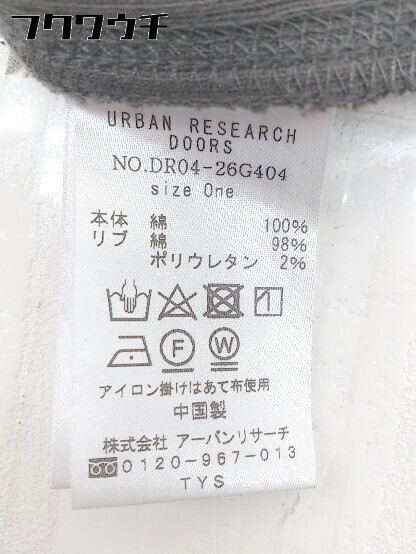 フクワウチ
URBAN RESEARCH
DOORS
NO.DR04-26G404
size One
本体 綿 100%
リブ 綿 98%
ポリウレタン 2%
F W
アイロン掛けはあて布使用
中国製
株式会社 アーバンリサーチ
0120-967-013
TYS